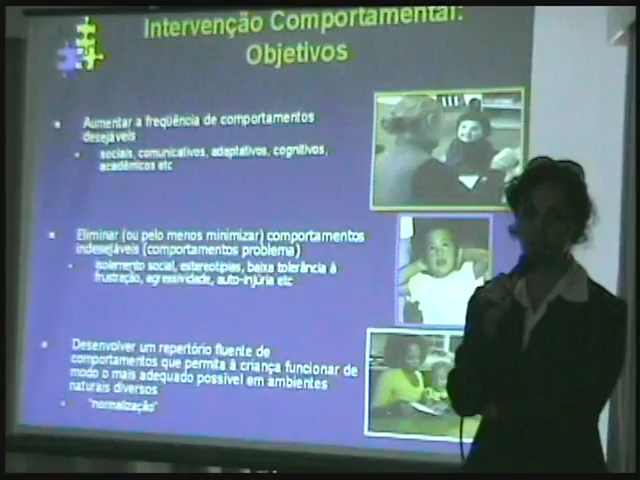 Intervenção Comportamental:
Objetivos
Aumentar a freqüência de comportamentos
desejáveis
sociais, comunicativos, adaptativos, cognitivos,
acadêmicos etc
Eliminar (ou pelo menos minimizar) comportamentos
indesejáveis (comportamentos problema)
isolamento social, estereotipias, baixa tolerância à
frustração, agressividade, auto-injúria etc
Desenvolver um repertório fluente de
comportamentos que permita à criança funcionar de
modo o mais adequado possível em ambientes
naturais diversos
"normalização"